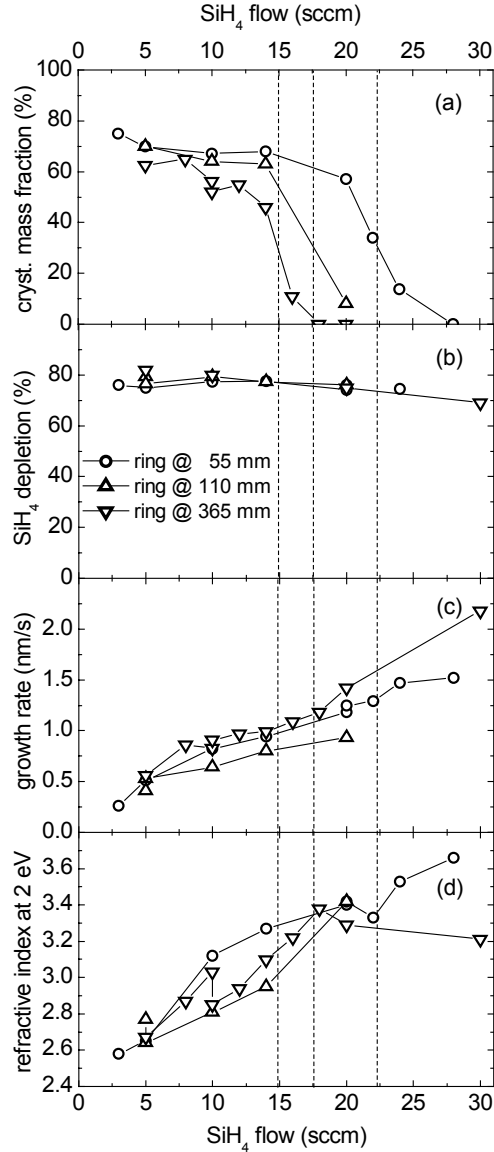 SiH₄ flow (sccm)
0 5 10 15 20 25 30
cryst. mass fraction (%)
100
80
60
40
20
0
(a)
SiH₄ depletion (%)
80
60
40
20
0
(b)
ring @ 55 mm
ring @ 110 mm
ring @ 365 mm
growth rate (nm/s)
2.0
1.5
1.0
0.5
0.0
(c)
refractive index at 2 eV
3.6
3.4
3.2
3.0
2.8
2.6
2.4
(d)
0 5 10 15 20 25 30
SiH₄ flow (sccm)